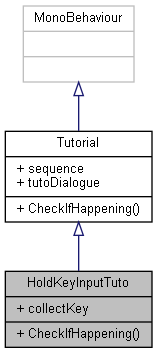 MonoBehaviour
Tutorial
+ sequence
+ tutoDialogue
+ CheckIfHappening()
HoldKeyInputTuto
+ collectKey
+ CheckIfHappening()